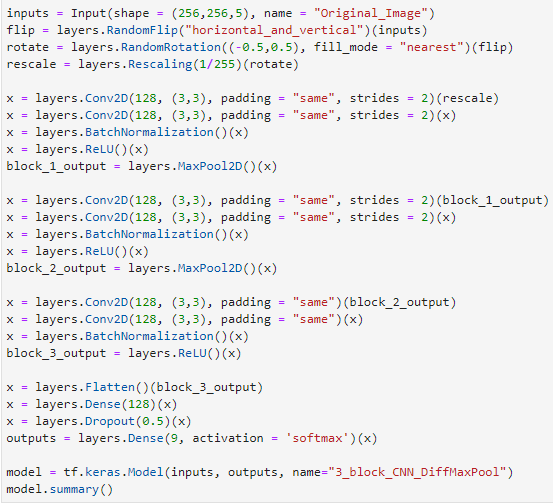 inputs = Input(shape = (256,256,5), name = "Original_Image")
flip = layers.RandomFlip("horizontal_and_vertical")(inputs)
rotate = layers.RandomRotation((-0.5,0.5), fill_mode = "nearest")(flip)
rescale = layers.Rescaling(1/255)(rotate)

x = layers.Conv2D(128, (3,3), padding = "same", strides = 2)(rescale)
x = layers.Conv2D(128, (3,3), padding = "same", strides = 2)(x)
x = layers.BatchNormalization()(x)
x = layers.ReLU()(x)
block_1_output = layers.MaxPool2D()(x)

x = layers.Conv2D(128, (3,3), padding = "same", strides = 2)(block_1_output)
x = layers.Conv2D(128, (3,3), padding = "same", strides = 2)(x)
x = layers.BatchNormalization()(x)
x = layers.ReLU()(x)
block_2_output = layers.MaxPool2D()(x)

x = layers.Conv2D(128, (3,3), padding = "same")(block_2_output)
x = layers.Conv2D(128, (3,3), padding = "same")(x)
x = layers.BatchNormalization()(x)
block_3_output = layers.ReLU()(x)

x = layers.Flatten()(block_3_output)
x = layers.Dense(128)(x)
x = layers.Dropout(0.5)(x)
outputs = layers.Dense(9, activation = 'softmax')(x)

model = tf.keras.Model(inputs, outputs, name="3_block_CNN_DiffMaxPool")
model.summary()